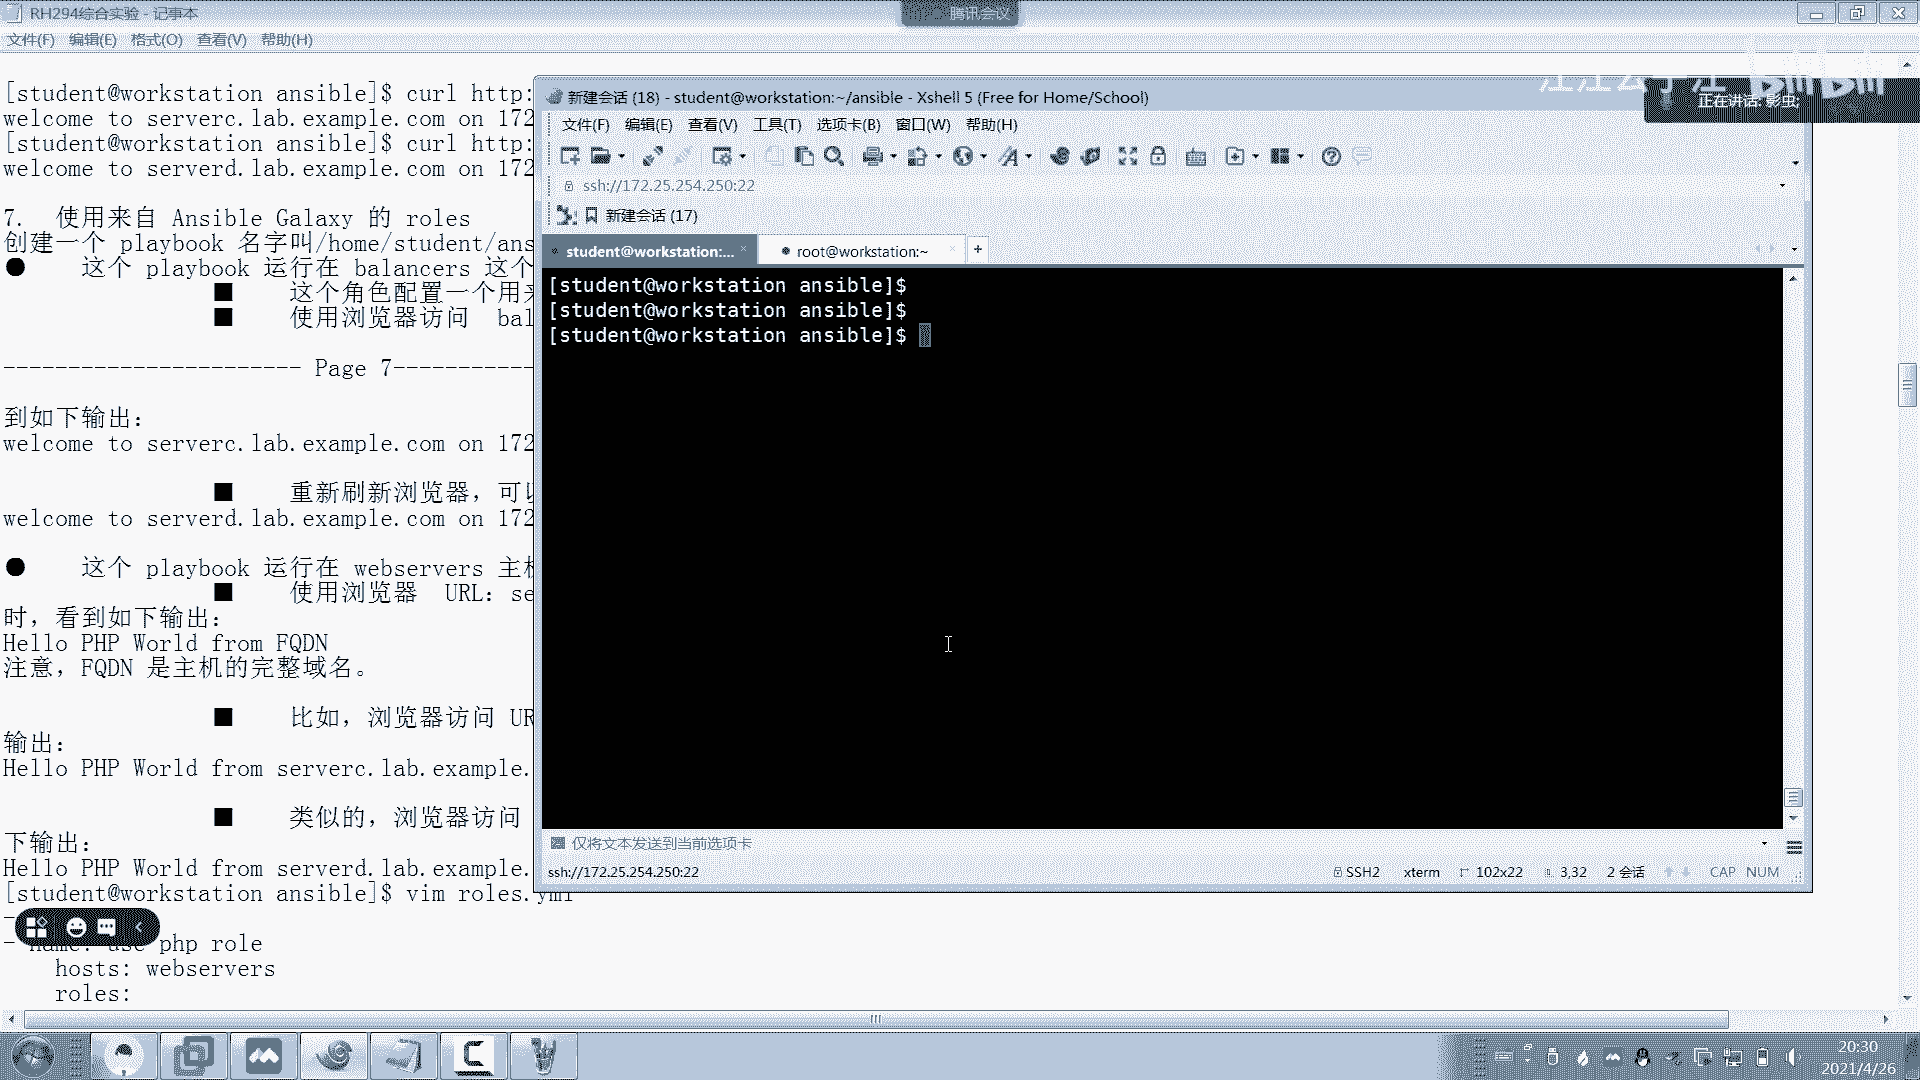 RH294综合实验 - 记事本
腾讯会议
文件(F) 编辑(E) 格式(O) 查看(V) 帮助(H)
[student@workstation ansible]$ curl http:
welcome to serverc.lab.example.com on 172
[student@workstation ansible]$ curl http:
welcome to serverd.lab.example.com on 172
7. 使用来自 Ansible Galaxy 的 roles
创建一个 playbook 名字叫/home/student/ans
● 这个 playbook 运行在 balancers 这个
■ 这个角色配置一个用来
■ 使用浏览器访问 bal
------------------------ Page 7------------
到如下输出:
welcome to serverc.lab.example.com on 172
■ 重新刷新浏览器, 可以
welcome to serverd.lab.example.com on 172
● 这个 playbook 运行在 webservers 主机
■ 使用浏览器 URL: se
时, 看到如下输出:
Hello PHP World from FQDN
注意, FQDN 是主机的完整域名。
■ 比如, 浏览器访问 UR
输出:
Hello PHP World from serverc.lab.example.
■ 类似的, 浏览器访问
下输出:
Hello PHP World from serverd.lab.example.
[student@workstation ansible]$ vim roles.yml
- name: use php role
hosts: webservers
roles:
新建会话 (18) - student@workstation:~/ansible - Xshell 5 (Free for Home/School)
正在讲话: 影虫;
文件(F) 编辑(E) 查看(V) 工具(T) 选项卡(B) 窗口(W) 帮助(H)
ssh://172.25.254.250:22
新建会话 (17)
student@workstation:... × ● root@workstation:~ × +
[student@workstation ansible]$
[student@workstation ansible]$
[student@workstation ansible]$
仅将文本发送到当前选项卡
ssh://172.25.254.250:22 SSH2 xterm 102x22 3,32 2 会话 CAP NUM
20:30
2021/4/26